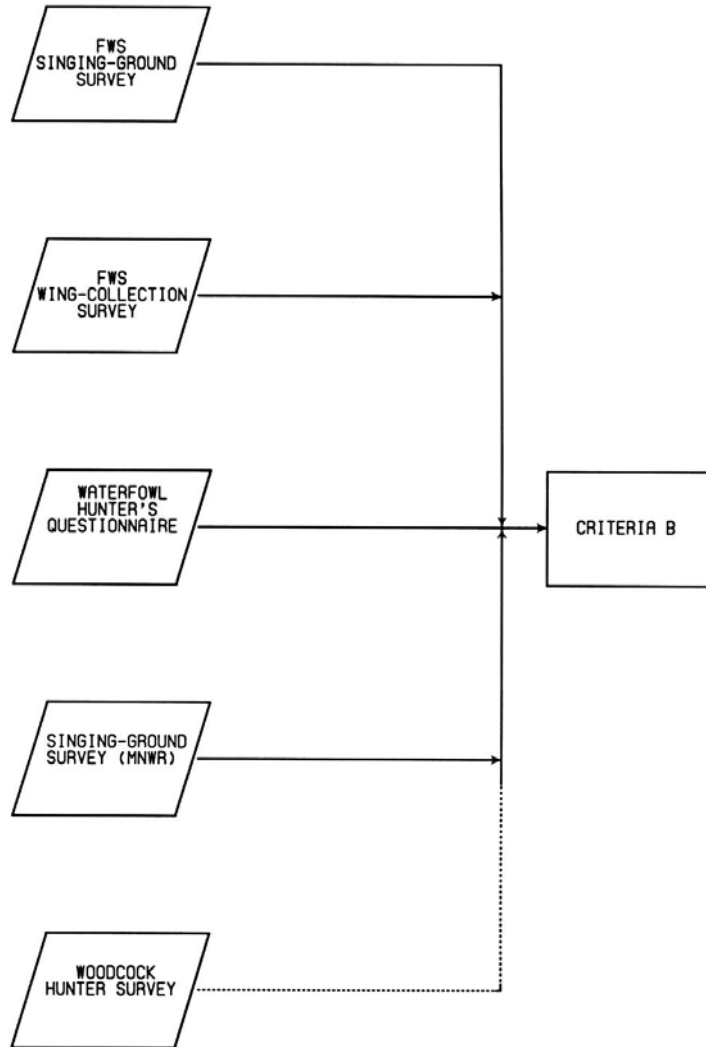 FWS
SINGING-GROUND
SURVEY
FWS
WING-COLLECTION
SURVEY
WATERFOWL
HUNTER'S
QUESTIONNAIRE
CRITERIA B
SINGING-GROUND
SURVEY (MNWR)
WOODCOCK
HUNTER SURVEY